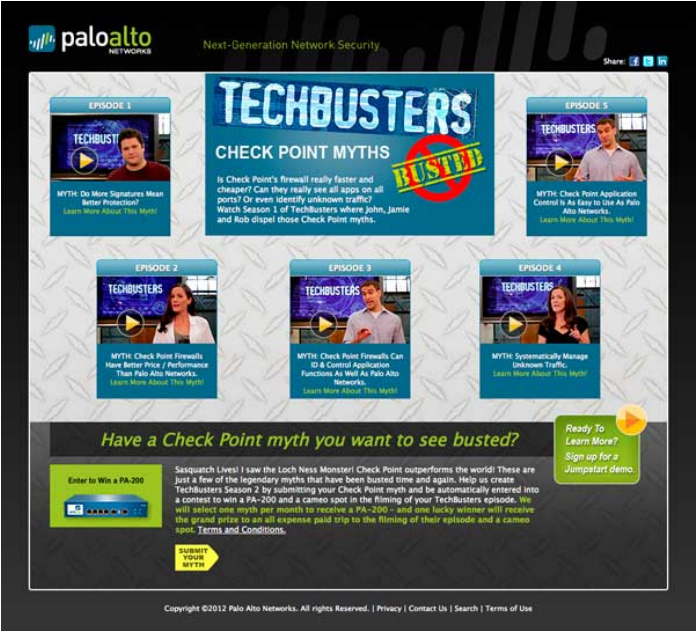 paloalto
NETWORKS
Next-Generation Network Security
Share:
EPISODE 1
TECHBUSTI
MYTH: Do More Signatures Mean
Better Protection?
Learn More About This Myth!
TECHBUSTERS
CHECK POINT MYTHS
BUSTED
Is Check Point's firewall really faster and
cheaper? Can they really see all apps on all
ports? Or even identify unknown traffic?
Watch Season 1 of TechBusters where John, Jamie
and Rob dispel those Check Point myths.
EPISODE 5
TECHBUSTERS
MYTH: Check Point Application
Control Is As Easy to Use As Palo
Alto Networks.
Learn More About This Myth!
EPISODE 2
TECHBUSTERS
MYTH: Check Point Firewalls
Have Better Price / Performance
Than Palo Alto Networks.
Learn More About This Myth!
EPISODE 3
TECHBUSTERS
MYTH: Check Point Firewalls Can
ID & Control Application
Functions As Well As Palo Alto
Networks.
Learn More About This Myth!
EPISODE 4
TECHBUSTERS
MYTH: Systematically Manage
Unknown Traffic.
Learn More About This Myth!
Have a Check Point myth you want to see busted?
Ready To
Learn More?
Sign up for a
Jumpstart demo.
Enter to Win a PA-200
Sasquatch Lives! I saw the Loch Ness Monster! Check Point outperforms the world! These are
just a few of the legendary myths that have been busted time and again. Help us create
TechBusters Season 2 by submitting your Check Point myth and be automatically entered into
a contest to win a PA-200 and a cameo spot in the filming of your TechBusters episode. We
will select one myth per month to receive a PA-200 - and one lucky winner will receive
the grand prize to an all expense paid trip to the filming of their episode and a cameo
spot. Terms and Conditions.
SUBMIT
YOUR
MYTH
Copyright ©2012 Palo Alto Networks. All rights Reserved. | Privacy | Contact Us | Search | Terms of Use